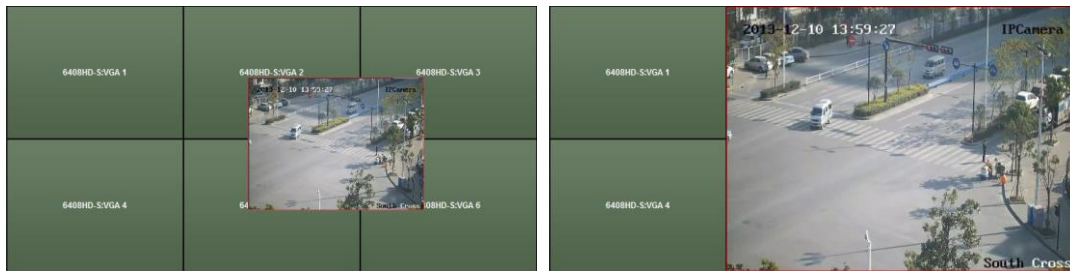 6408HD-S:VGA 1
6408HD-S:VGA 2
6408HD-S:VGA 3
2013-12-10 13:59:27
IPCamera
6408HD-S:VGA 4
64
08HD-S:VGA 6
South Cross
6408HD-S:VGA 1
2013-12-10 13:59:27
IPCamera
6408HD-S:VGA 4
South Cross